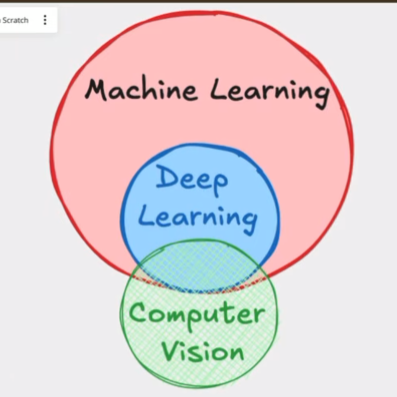 Scratch
Machine Learning
Deep
Learning
Computer
Vision